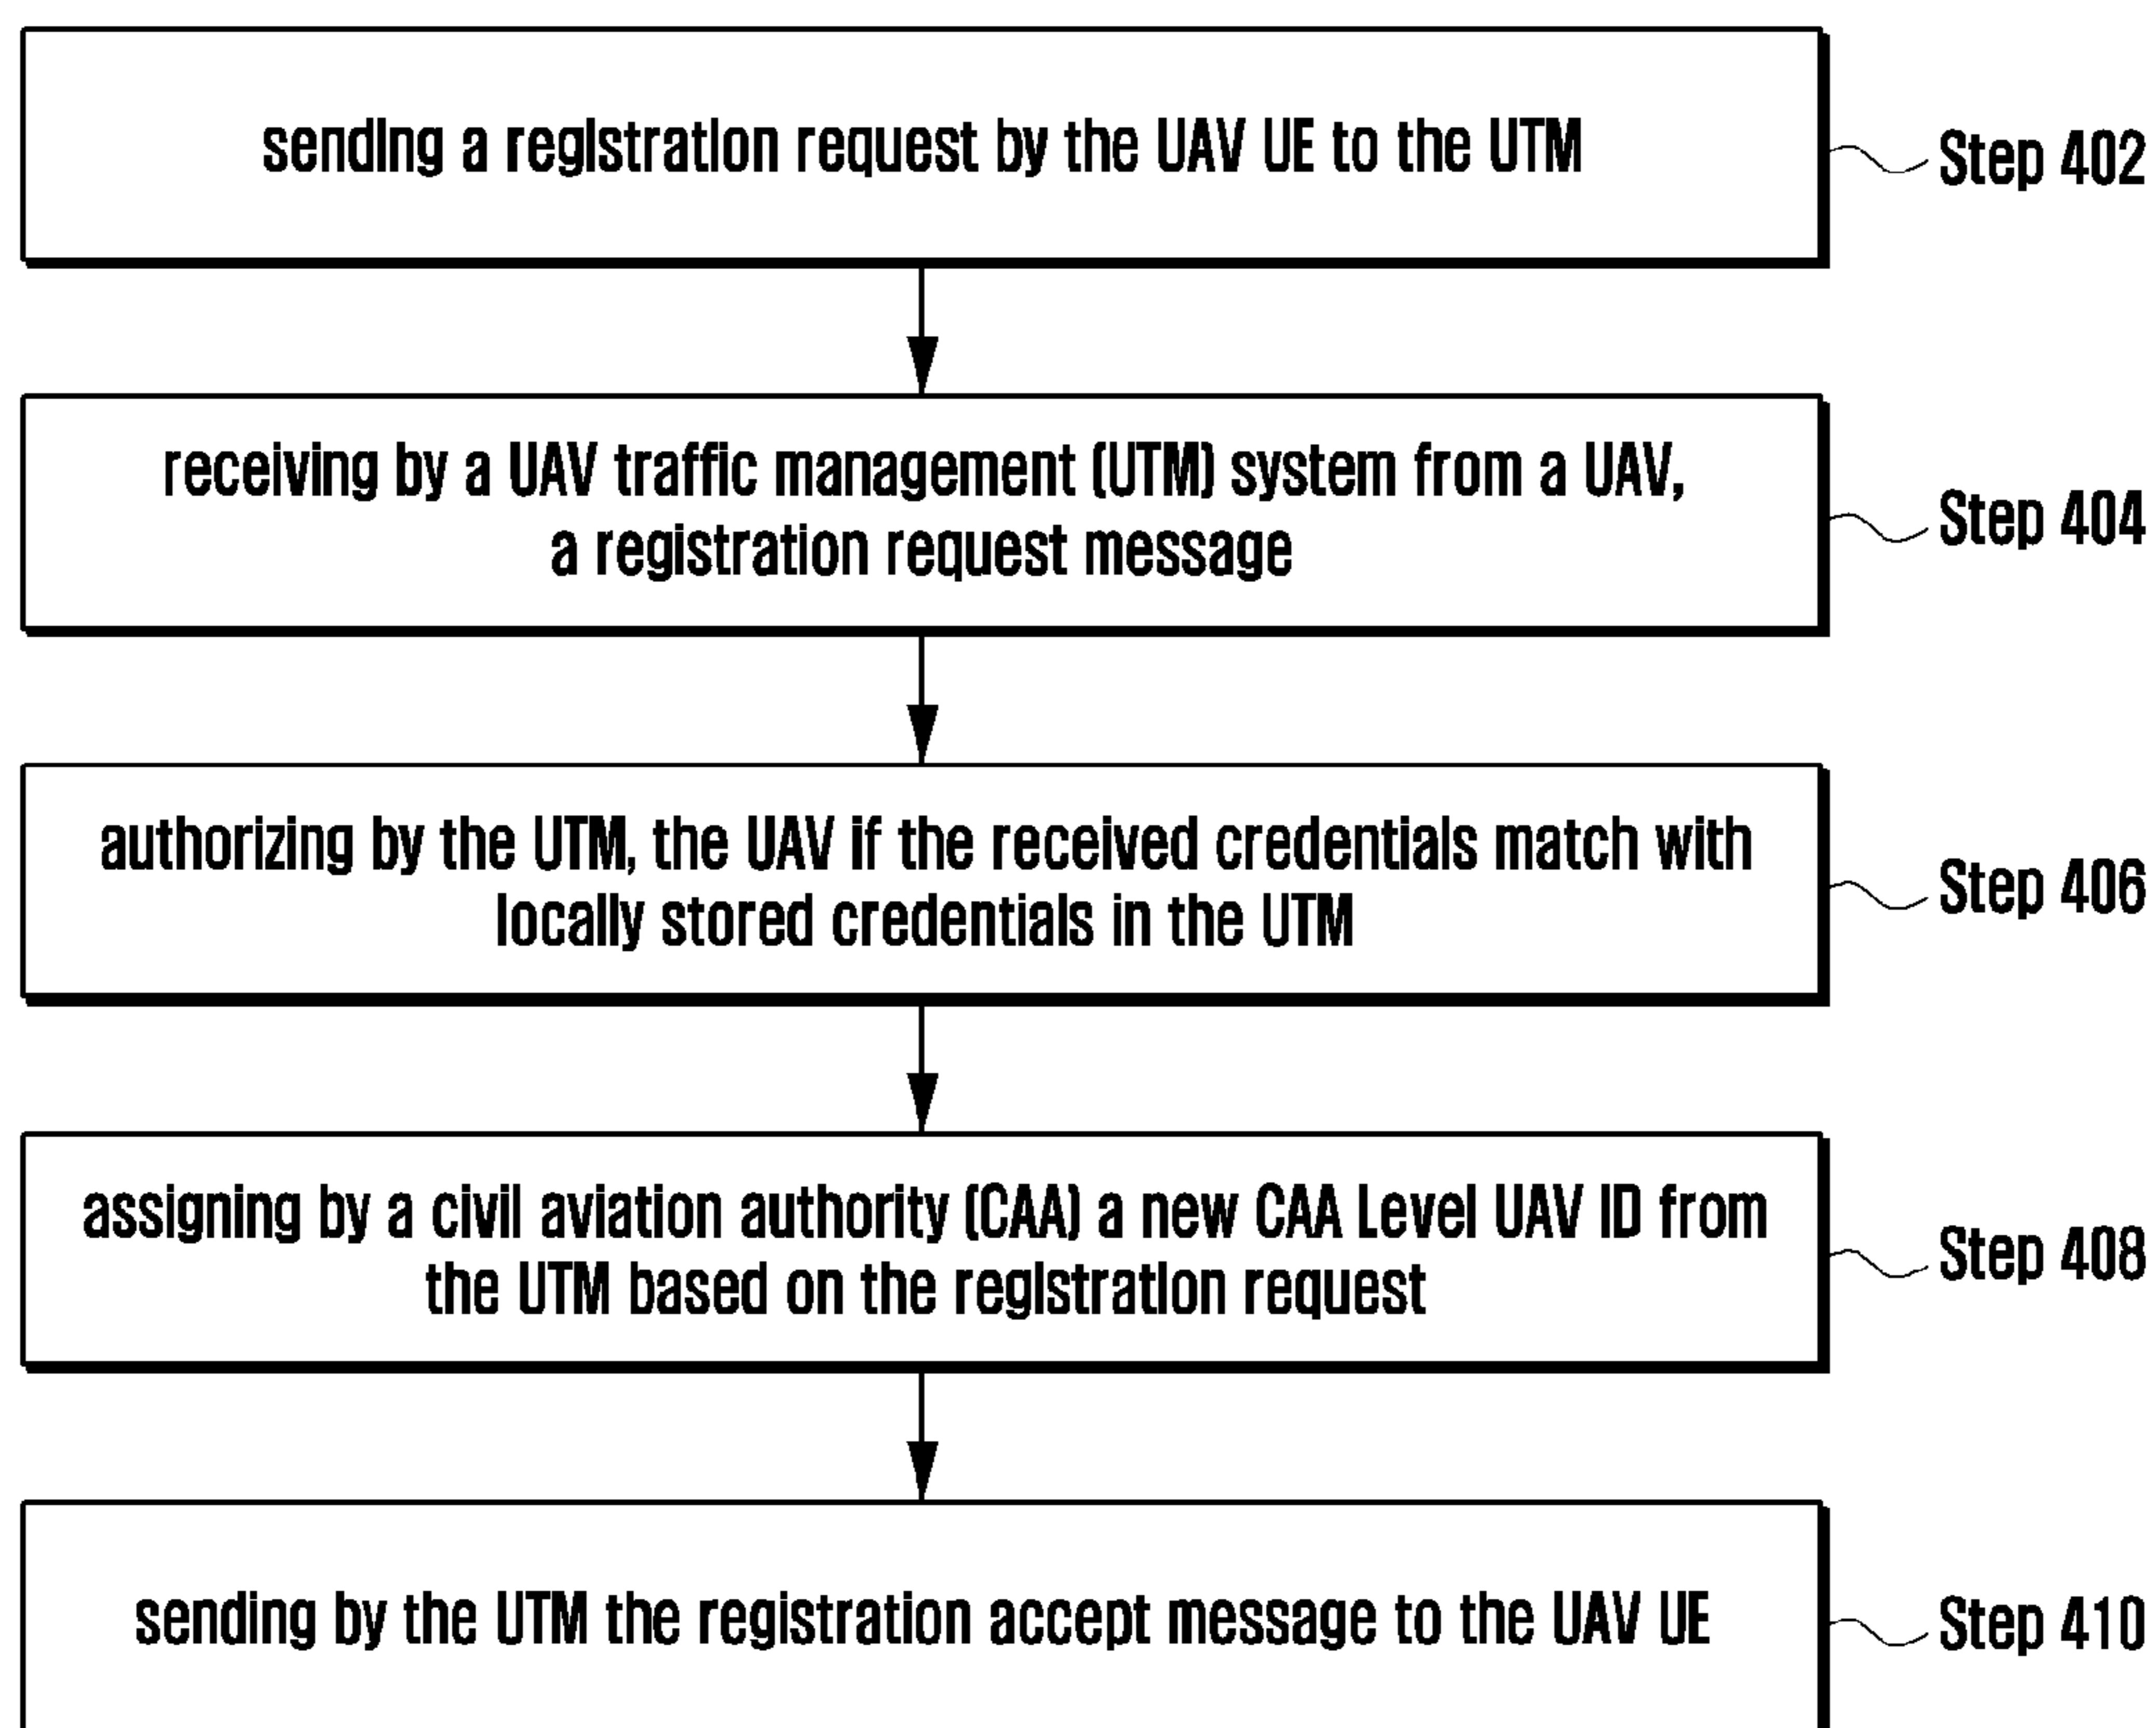 sending a registration request by the UAV UE to the UTM
Step 402
receiving by a UAV traffic management (UTM) system from a UAV,
a registration request message
Step 404
authorizing by the UTM, the UAV if the received credentials match with
locally stored credentials in the UTM
Step 406
assigning by a civil aviation authority (CAA) a new CAA Level UAV ID from
the UTM based on the registration request
Step 408
sending by the UTM the registration accept message to the UAV UE
Step 410